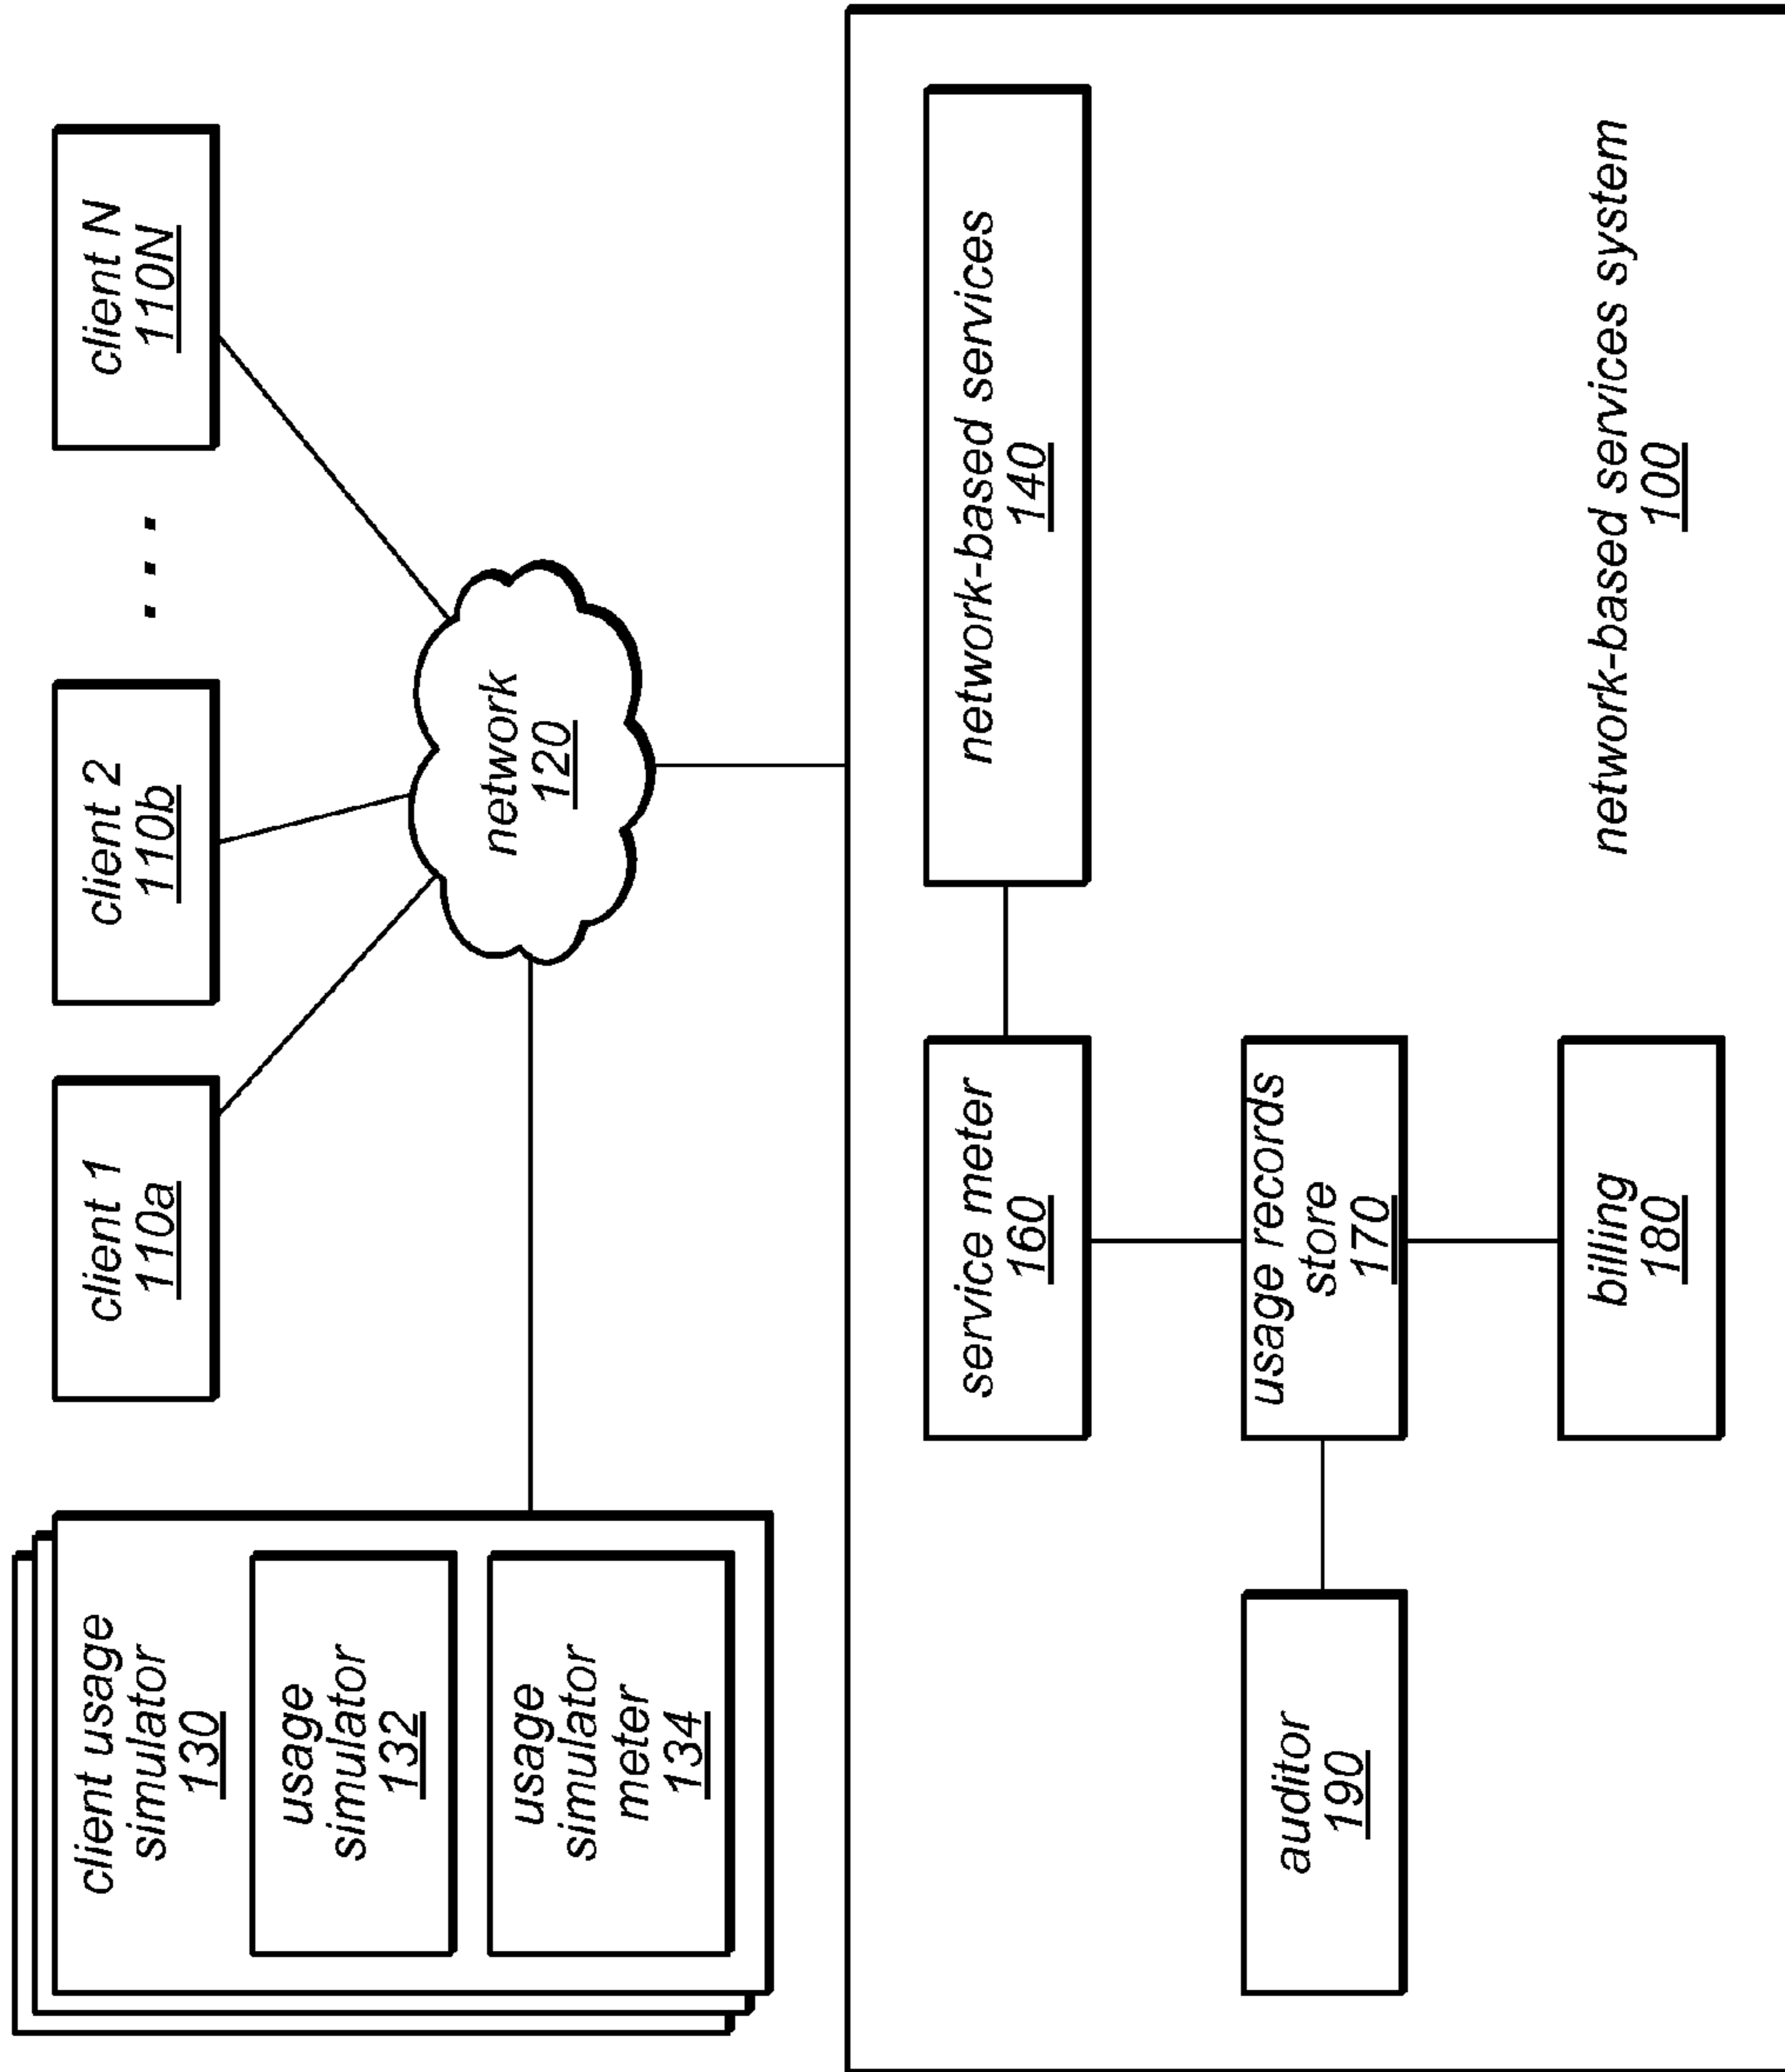 client usage
simulator
130
usage
simulator
132
usage
simulator
meter
134
client 1
110a
client 2
110b
. . .
client N
110N
network
120
service meter
160
network-based services
140
auditor
190
usage records
store
170
billing
180
network-based services system
100